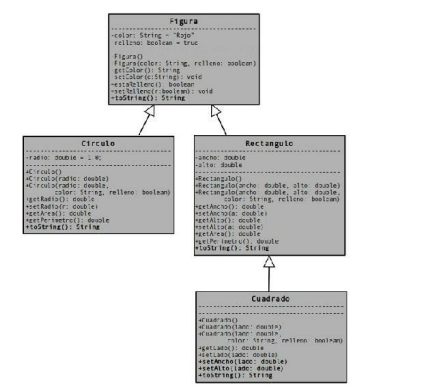 Figura
-color: String = "Rojo"
-relleno: boolean = true
Figura()
Figura(color: String, relleno: boolean)
getColor(): String
setColor(c:String): void
+estaRelleno(): boolean
+setRelleno(r:boolean): void
+toString(): String
Circulo
-radio: double = 1.0;
+Circulo()
+Circulo(radio: double)
+Circulo(radio: double,
color: String, relleno: boolean)
+getRadio(): double
+setRadio(r: double)
+getArea(): double
+getPerimetro(): double
+toString(): String
Rectangulo
-ancho: double
-alto: double
+Rectangulo()
+Rectangulo(ancho: double, alto: double)
+Rectangulo(ancho: double, alto: double,
color: String, relleno: boolean)
+getAncho(): double
+setAncho(a: double)
+getAlto(): double
+setAlto(a: double)
+getArea(): double
+getPerimetro(): double
+toString(): String
Cuadrado
+Cuadrado()
+Cuadrado(lado: double)
+Cuadrado(lado: double,
color: String, relleno: boolean)
+getLado(): double
+setLado(lado: double)
+setAncho(lado: double)
+setAlto(lado: double)
+toString(): String